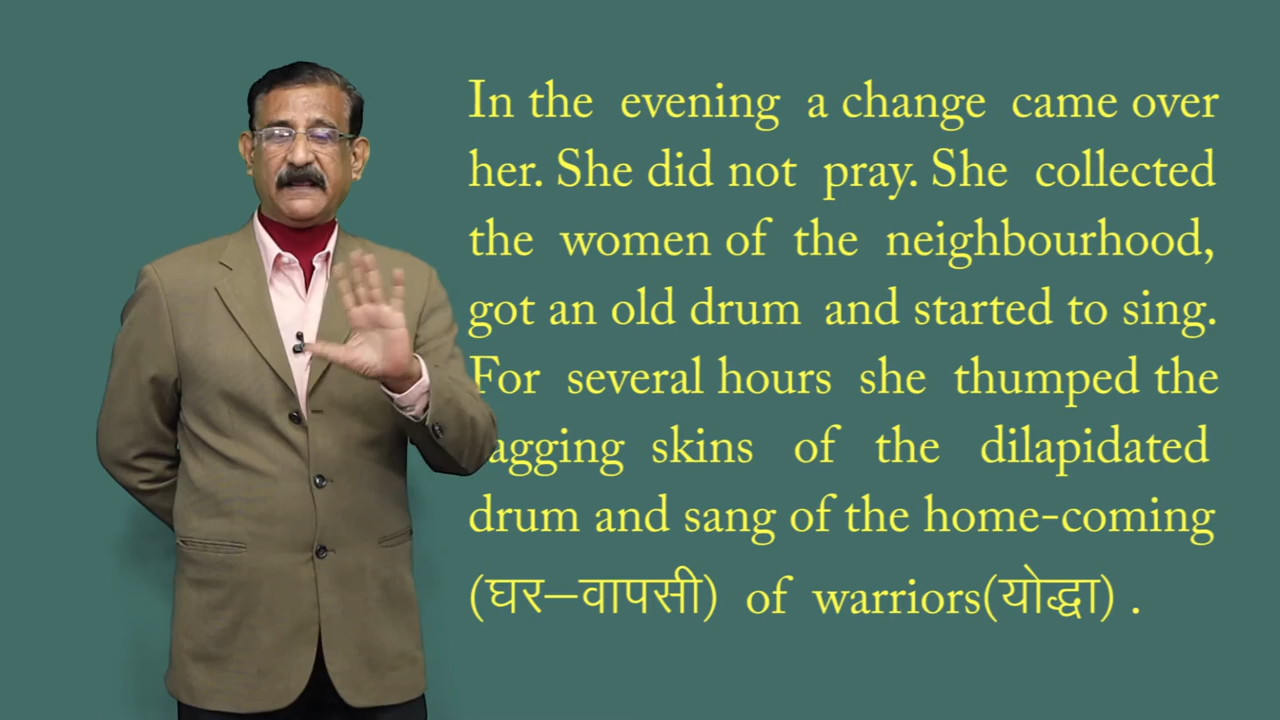 In the evening a change came over
her. She did not pray. She collected
the women of the neighbourhood,
got an old drum and started to sing.
For several hours she thumped the
agging skins of the dilapidated
drum and sang of the home-coming
(घर–वापसी) of warriors(योद्धा) .